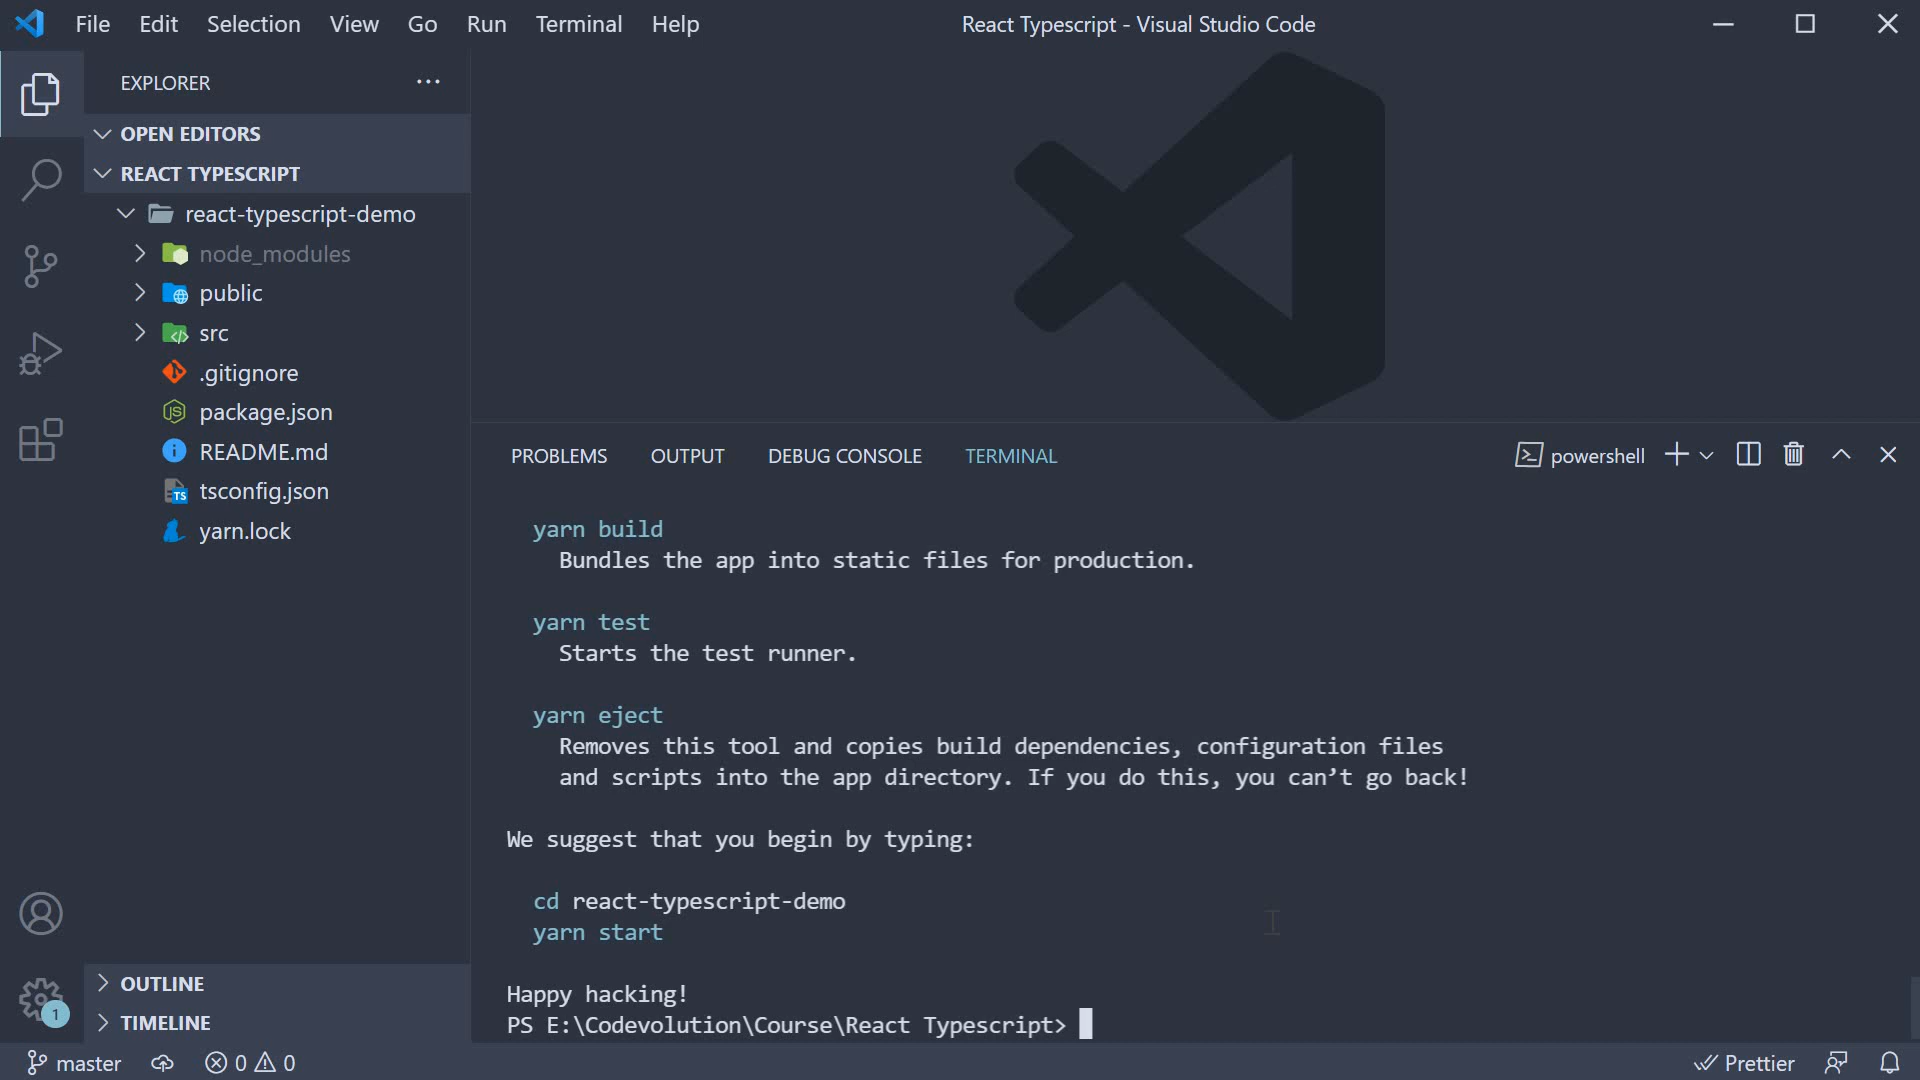 File Edit Selection View Go Run Terminal Help
React Typescript - Visual Studio Code
EXPLORER
OPEN EDITORS
REACT TYPESCRIPT
react-typescript-demo
node_modules
public
src
.gitignore
package.json
README.md
tsconfig.json
yarn.lock
OUTLINE
TIMELINE
PROBLEMS OUTPUT DEBUG CONSOLE TERMINAL
powershell
yarn build
Bundles the app into static files for production.
yarn test
Starts the test runner.
yarn eject
Removes this tool and copies build dependencies, configuration files
and scripts into the app directory. If you do this, you can’t go back!
We suggest that you begin by typing:
cd react-typescript-demo
yarn start
Happy hacking!
PS E:\Codevolution\Course\React Typescript>
1
master 0 0
Prettier